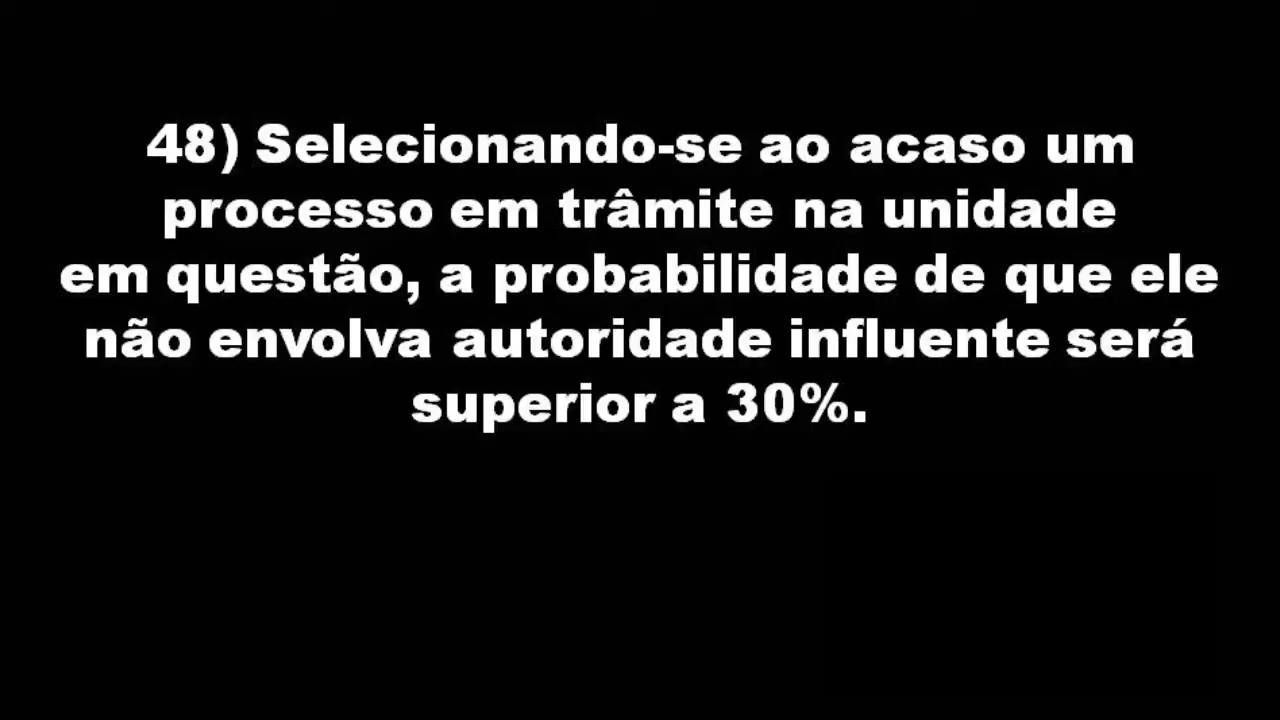 48) Selecionando-se ao acaso um
processo em trâmite na unidade
em questão, a probabilidade de que ele
não envolva autoridade influente será
superior a 30%.